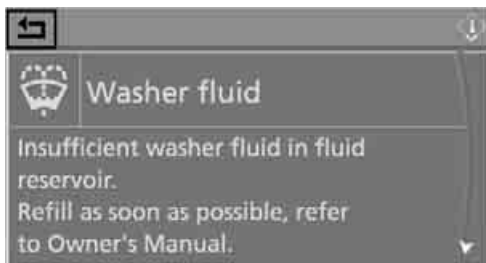 Washer fluid
Insufficient washer fluid in fluid
reservoir.
Refill as soon as possible, refer
to Owner's Manual.